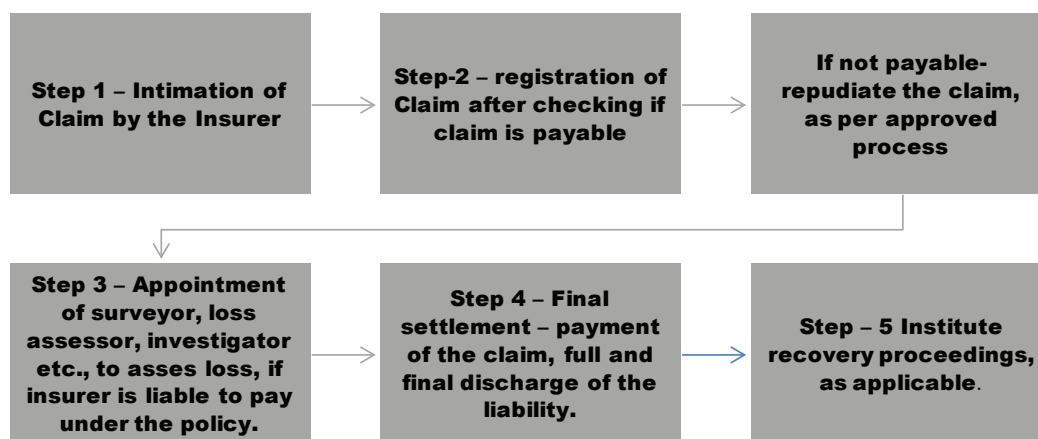 Step 1 – Intimation of
Claim by the Insurer
Step-2 – registration of
Claim after checking if
claim is payable
If not payable-
repudiate the claim,
as per approved
process
Step 3 – Appointment
of surveyor, loss
assessor, investigator
etc., to asses loss, if
insurer is liable to pay
under the policy.
Step 4 – Final
settlement – payment
of the claim, full and
final discharge of the
liability.
Step – 5 Institute
recovery proceedings,
as applicable.